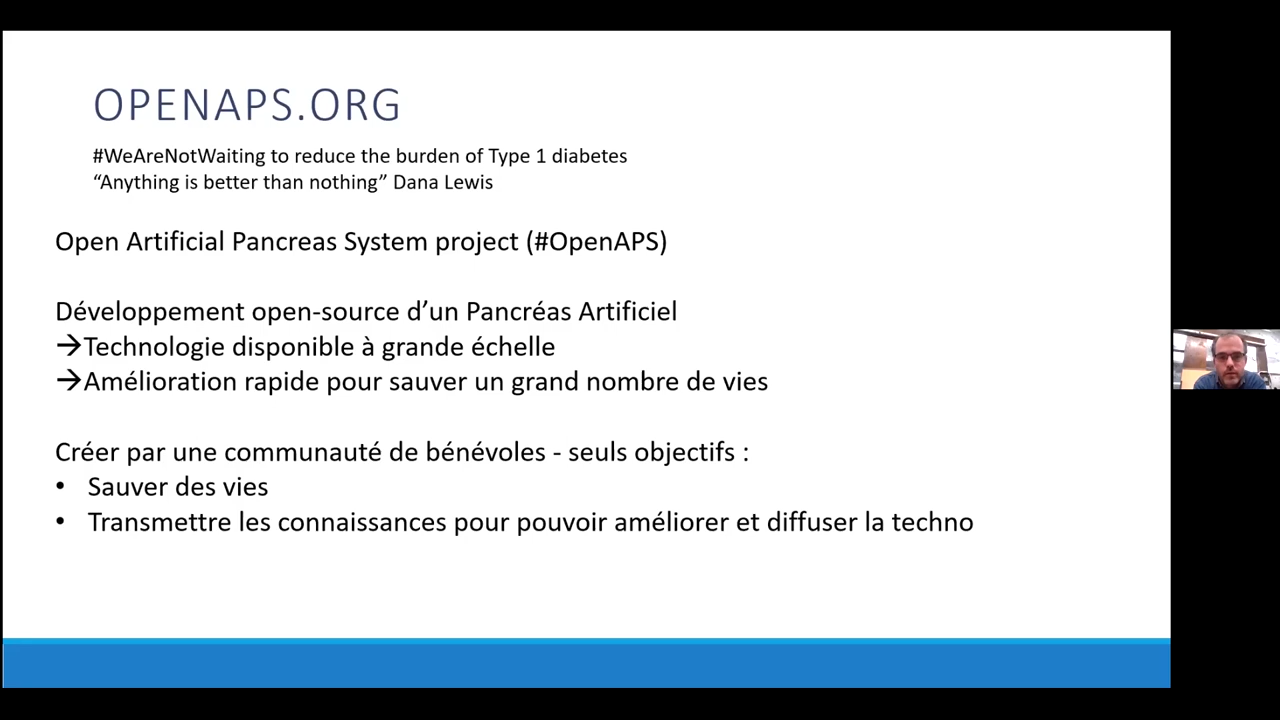 OPENAPS.ORG
#WeAreNotWaiting to reduce the burden of Type 1 diabetes
“Anything is better than nothing” Dana Lewis
Open Artificial Pancreas System project (#OpenAPS)
Développement open-source d’un Pancréas Artificiel
→Technologie disponible à grande échelle
→Amélioration rapide pour sauver un grand nombre de vies
Créer par une communauté de bénévoles - seuls objectifs :
• Sauver des vies
• Transmettre les connaissances pour pouvoir améliorer et diffuser la techno